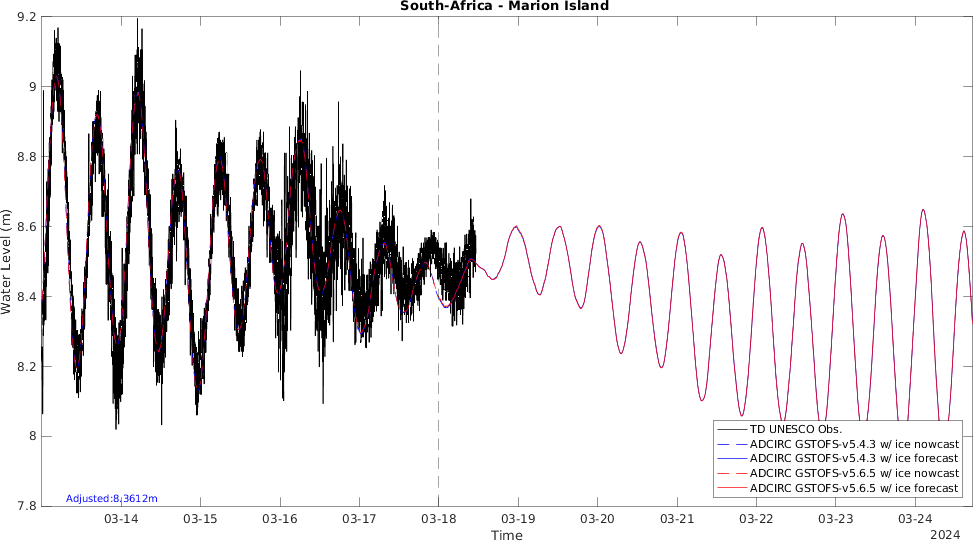 South-Africa - Marion Island
9.2
9
8.8
8.6
8.4
8.2
8
7.8
Water Level (m)
TD UNESCO Obs.
ADCIRC GSTOFS-v5.4.3 w/ ice nowcast
ADCIRC GSTOFS-v5.4.3 w/ ice forecast
ADCIRC GSTOFS-v5.6.5 w/ ice nowcast
ADCIRC GSTOFS-v5.6.5 w/ ice forecast
Adjusted:8.3612m
03-14 03-15 03-16 03-17 03-18 03-19 03-20 03-21 03-22 03-23 03-24
Time
2024